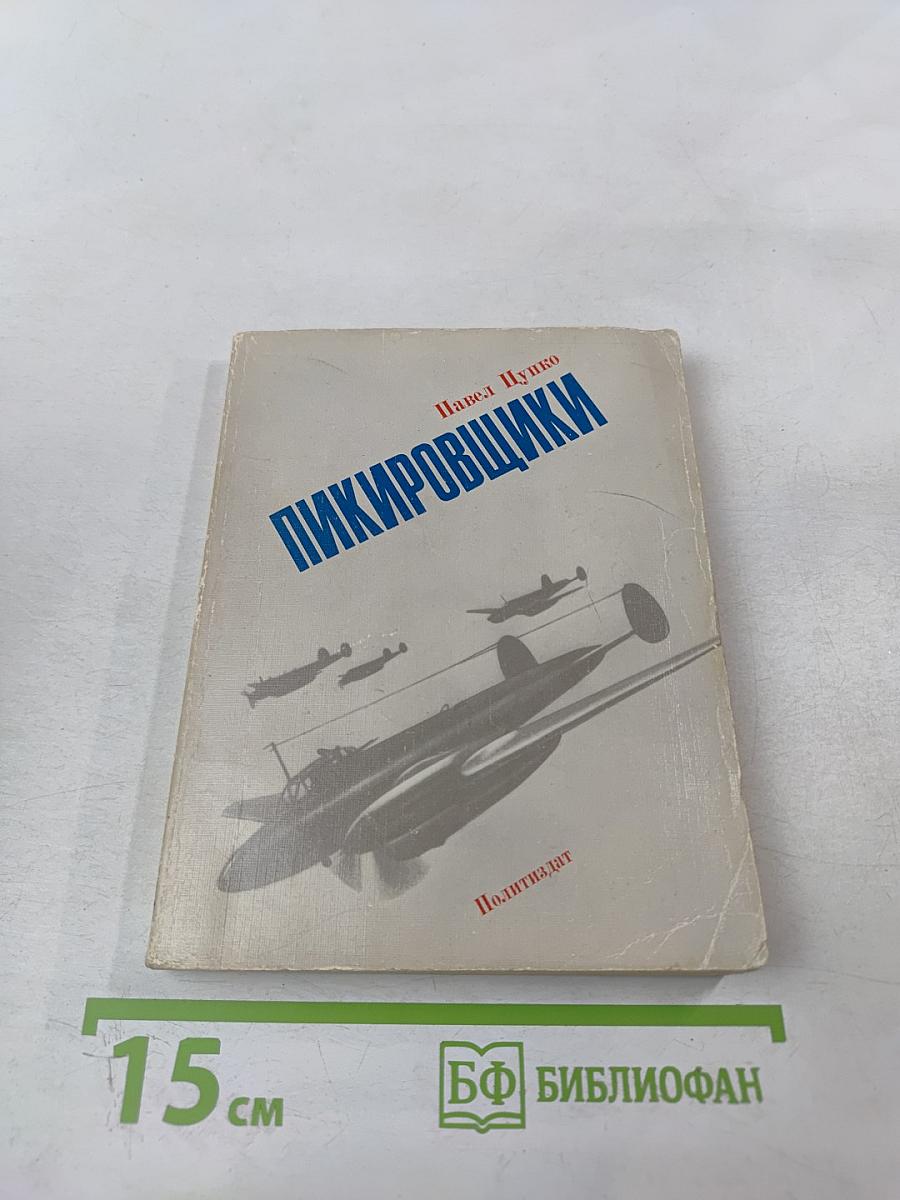 Павел Цупко
ПИКИРОВЩИКИ
Политиздат
15 см
БФ БИБЛИОФАН